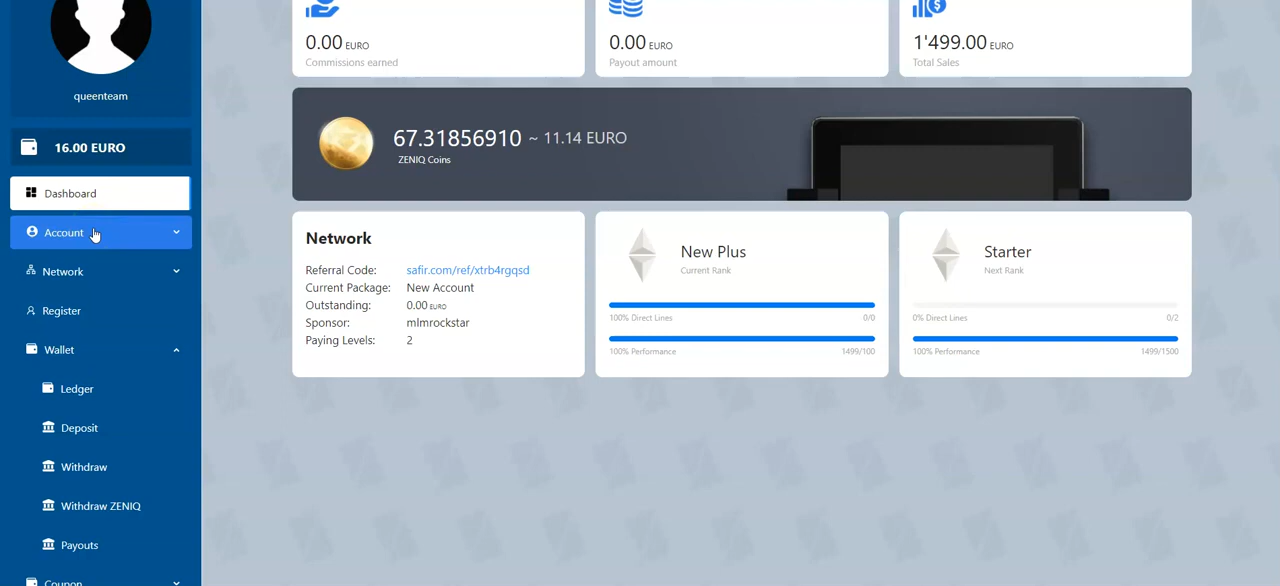 queenteam
16.00 EURO
Dashboard
Account
Network
Register
Wallet
Ledger
Deposit
Withdraw
Withdraw ZENIQ
Payouts
Coupon
0.00 EURO
Commissions earned
0.00 EURO
Payout amount
1'499.00 EURO
Total Sales
67.31856910 ~ 11.14 EURO
ZENIQ Coins
Network
Referral Code: safir.com/ref/xtrb4rgqsd
Current Package: New Account
Outstanding: 0.00 EURO
Sponsor: mlmrockstar
Paying Levels: 2
New Plus
Current Rank
100% Direct Lines 0/0
100% Performance 1499/100
Starter
Next Rank
0% Direct Lines 0/2
100% Performance 1499/1500